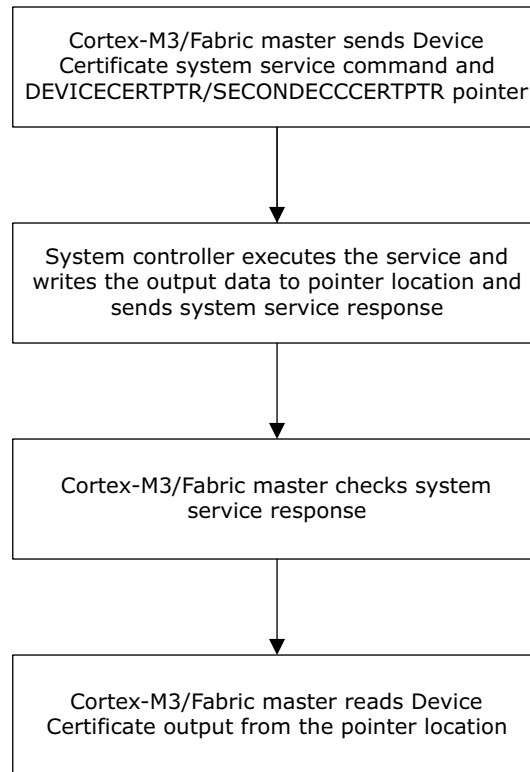 Cortex-M3/Fabric master sends Device
Certificate system service command and
DEVICECERTPTR/SECONDECCCERTPTR pointer
System controller executes the service and
writes the output data to pointer location and
sends system service response
Cortex-M3/Fabric master checks system
service response
Cortex-M3/Fabric master reads Device
Certificate output from the pointer location